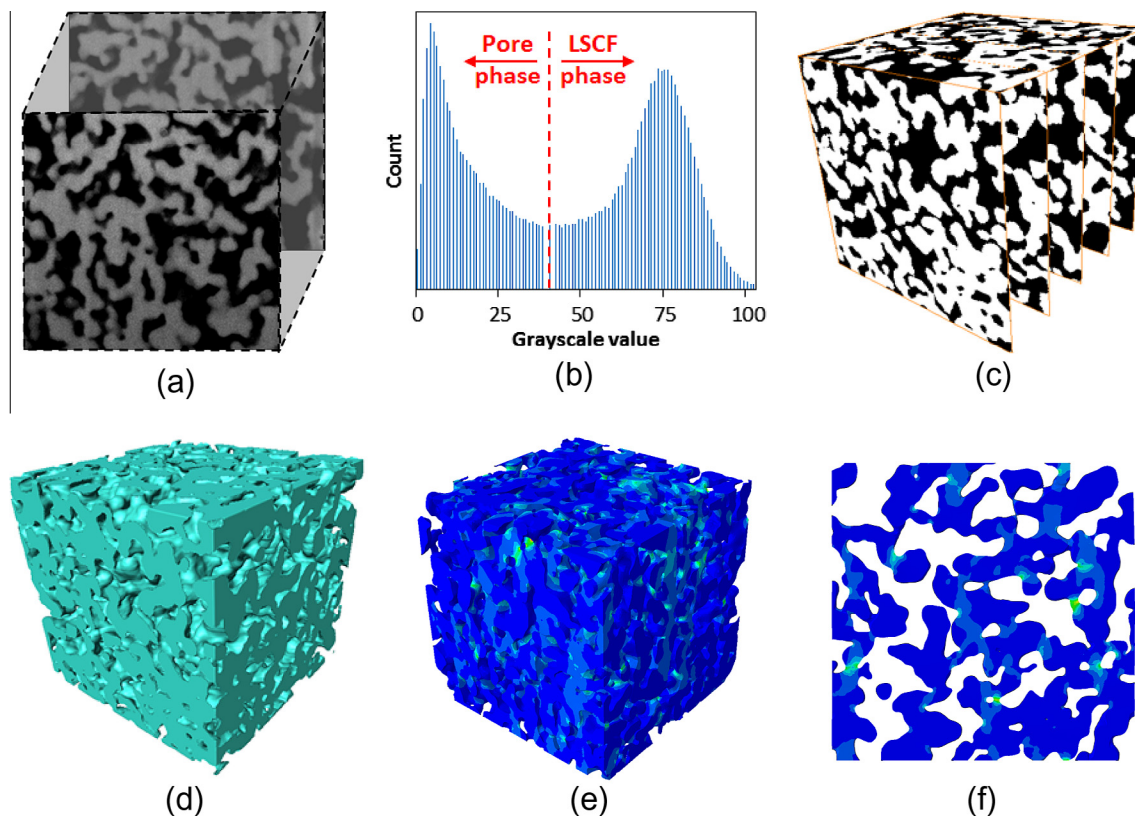 Pore LSCF
phase phase
Count
0 25 50 75 100
Grayscale value
(a) (b) (c)
(d) (e) (f)